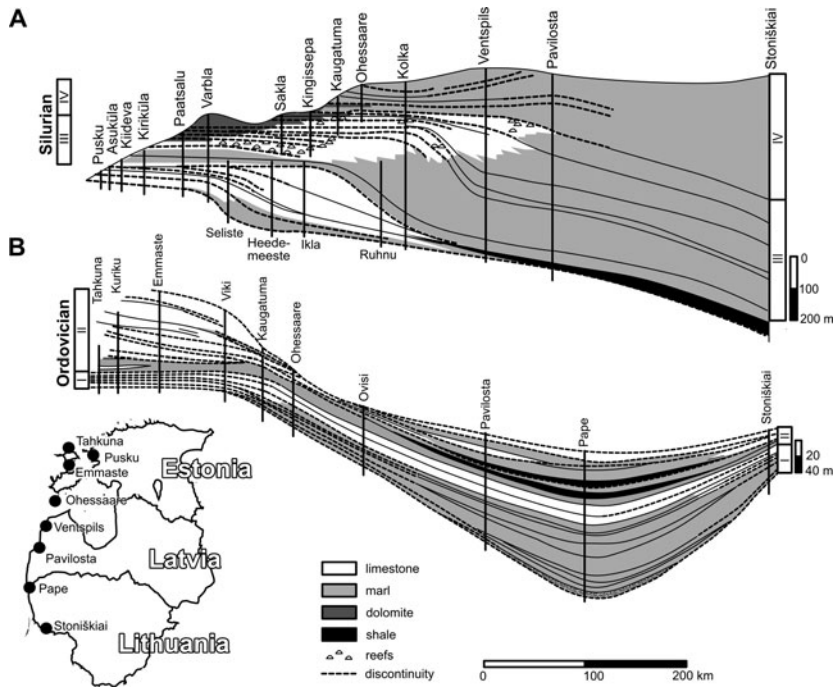 A
Silurian
IV
III
Pusku
Asuküla
Kiideva
Kirikküla
Paatsalu
Varbla
Sakla
Kingissepa
Kaugatuma
Ohessaare
Kolka
Ventspils
Pavilosta
Stoniškiai
IV
III
0
100
200 m
Seliste
Heede-
meeste
Ikla
Ruhnu
B
Ordovician
II
I
Tahkuna
Kuriku
Emmaste
Viki
Kaugatuma
Ohessaare
Ovisi
Pavilosta
Pape
Stoniškiai
II
I
20
40 m
Tahkuna
Pusku
Emmaste
Estonia
Ohessaare
Ventspils
Latvia
Pavilosta
Pape
Stoniškiai
Lithuania
limestone
marl
dolomite
shale
reefs
discontinuity
0
100
200 km